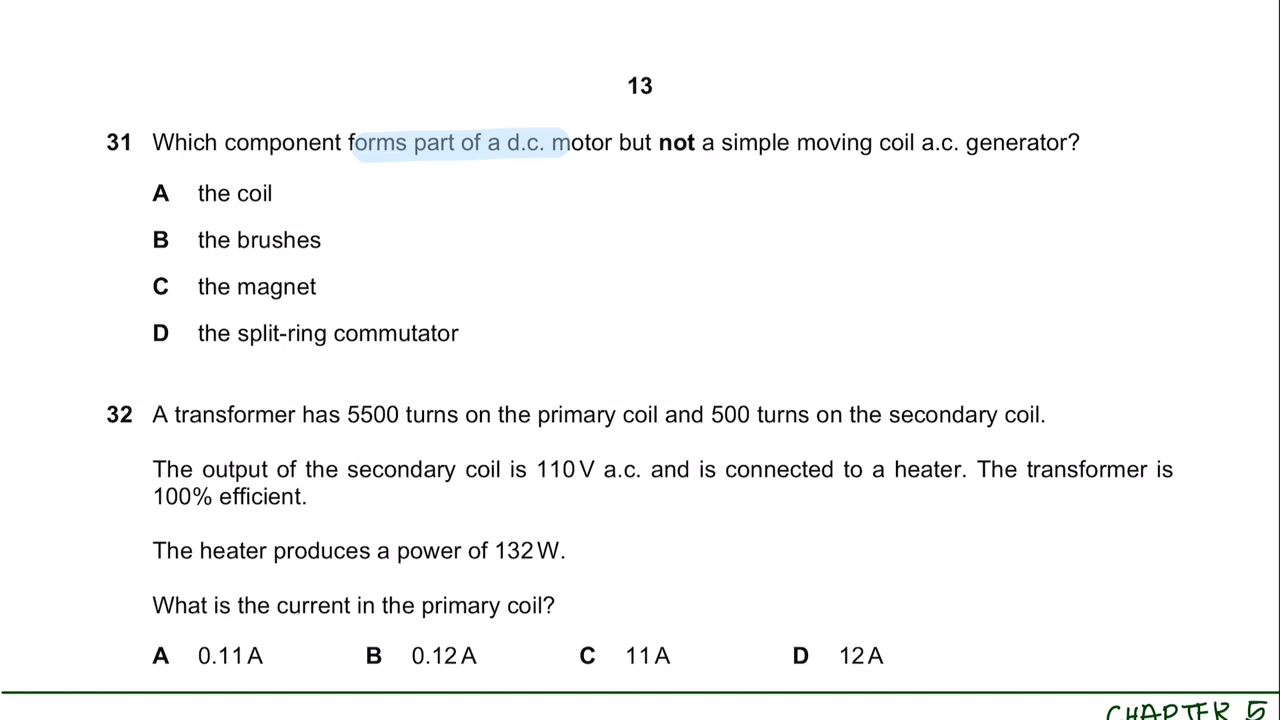 13
31 Which component forms part of a d.c. motor but not a simple moving coil a.c. generator?
A the coil
B the brushes
C the magnet
D the split-ring commutator
32 A transformer has 5500 turns on the primary coil and 500 turns on the secondary coil.
The output of the secondary coil is 110 V a.c. and is connected to a heater. The transformer is
100% efficient.
The heater produces a power of 132 W.
What is the current in the primary coil?
A 0.11 A B 0.12 A C 11 A D 12 A
CHAPTER 5